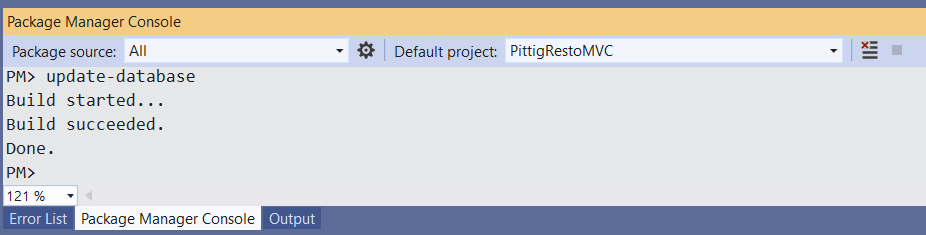 Package Manager Console
Package source: All Default project: PittigRestoMVC
PM> update-database
Build started...
Build succeeded.
Done.
PM>
121 %
Error List Package Manager Console Output